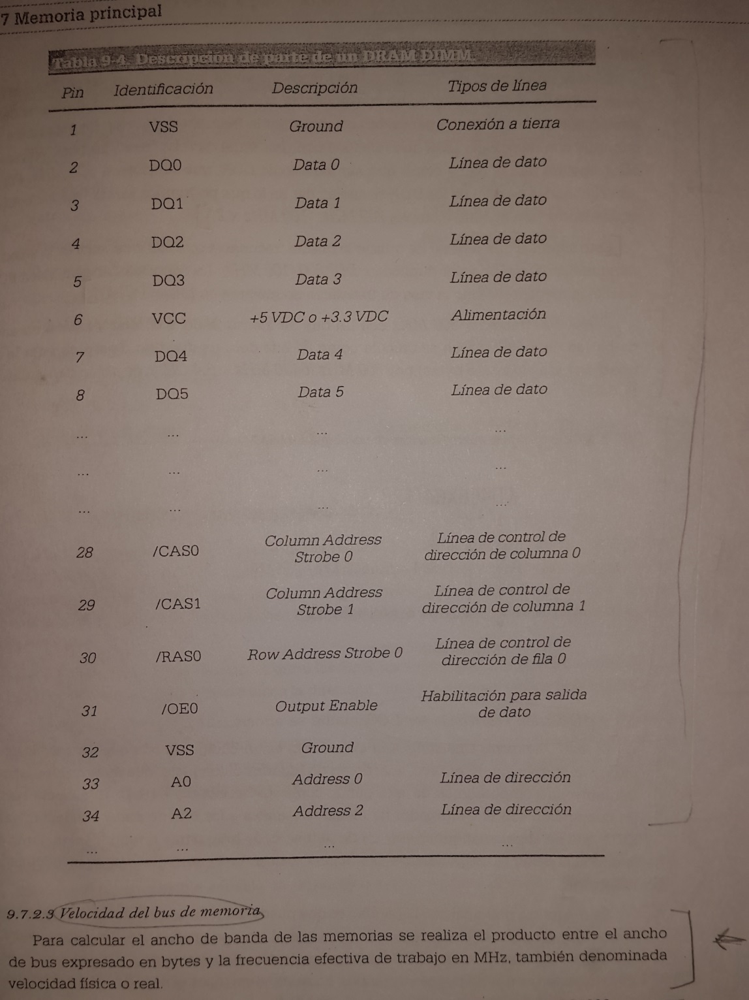 7 Memoria principal
Tabla 9-4. Descripción de parte de un DRAM DIMM.
Pin Identificación Descripción Tipos de línea
1 VSS Ground Conexión a tierra
2 DQ0 Data 0 Línea de dato
3 DQ1 Data 1 Línea de dato
4 DQ2 Data 2 Línea de dato
5 DQ3 Data 3 Línea de dato
6 VCC +5 VDC o +3.3 VDC Alimentación
7 DQ4 Data 4 Línea de dato
8 DQ5 Data 5 Línea de dato
... ... ... ...
... ... ... ...
... ... ... ...
28 /CAS0 Column Address Strobe 0 Línea de control de dirección de columna 0
29 /CAS1 Column Address Strobe 1 Línea de control de dirección de columna 1
30 /RAS0 Row Address Strobe 0 Línea de control de dirección de fila 0
31 /OE0 Output Enable Habilitación para salida de dato
32 VSS Ground
33 A0 Address 0 Línea de dirección
34 A2 Address 2 Línea de dirección
... ... ... ...
9.7.2.3 Velocidad del bus de memoria
Para calcular el ancho de banda de las memorias se realiza el producto entre el ancho
de bus expresado en bytes y la frecuencia efectiva de trabajo en MHz, también denominada
velocidad física o real.